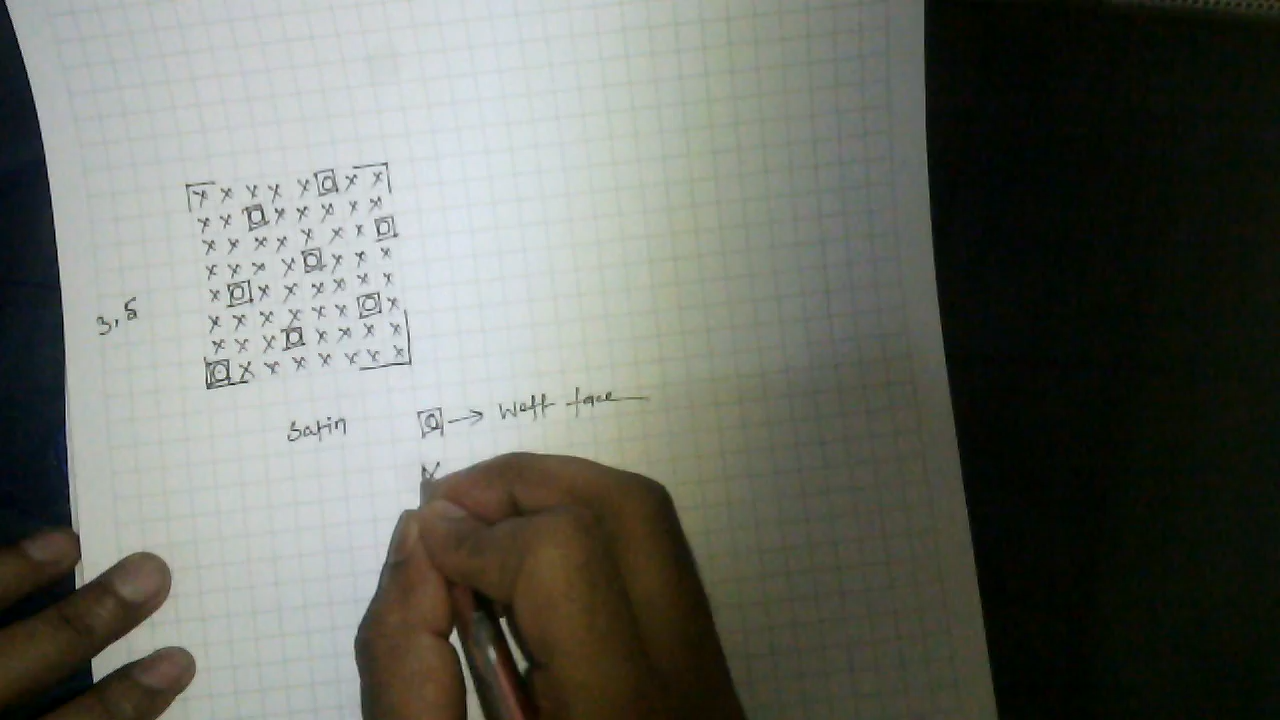 x x x x x O x x
x x O x x x x x
x x x x x x x O
x x x x O x x x
x O x x x x x x
3,5
x x x x x x O x
x x x O x x x x
O x x x x x x x
Satin
O → Weft face
x